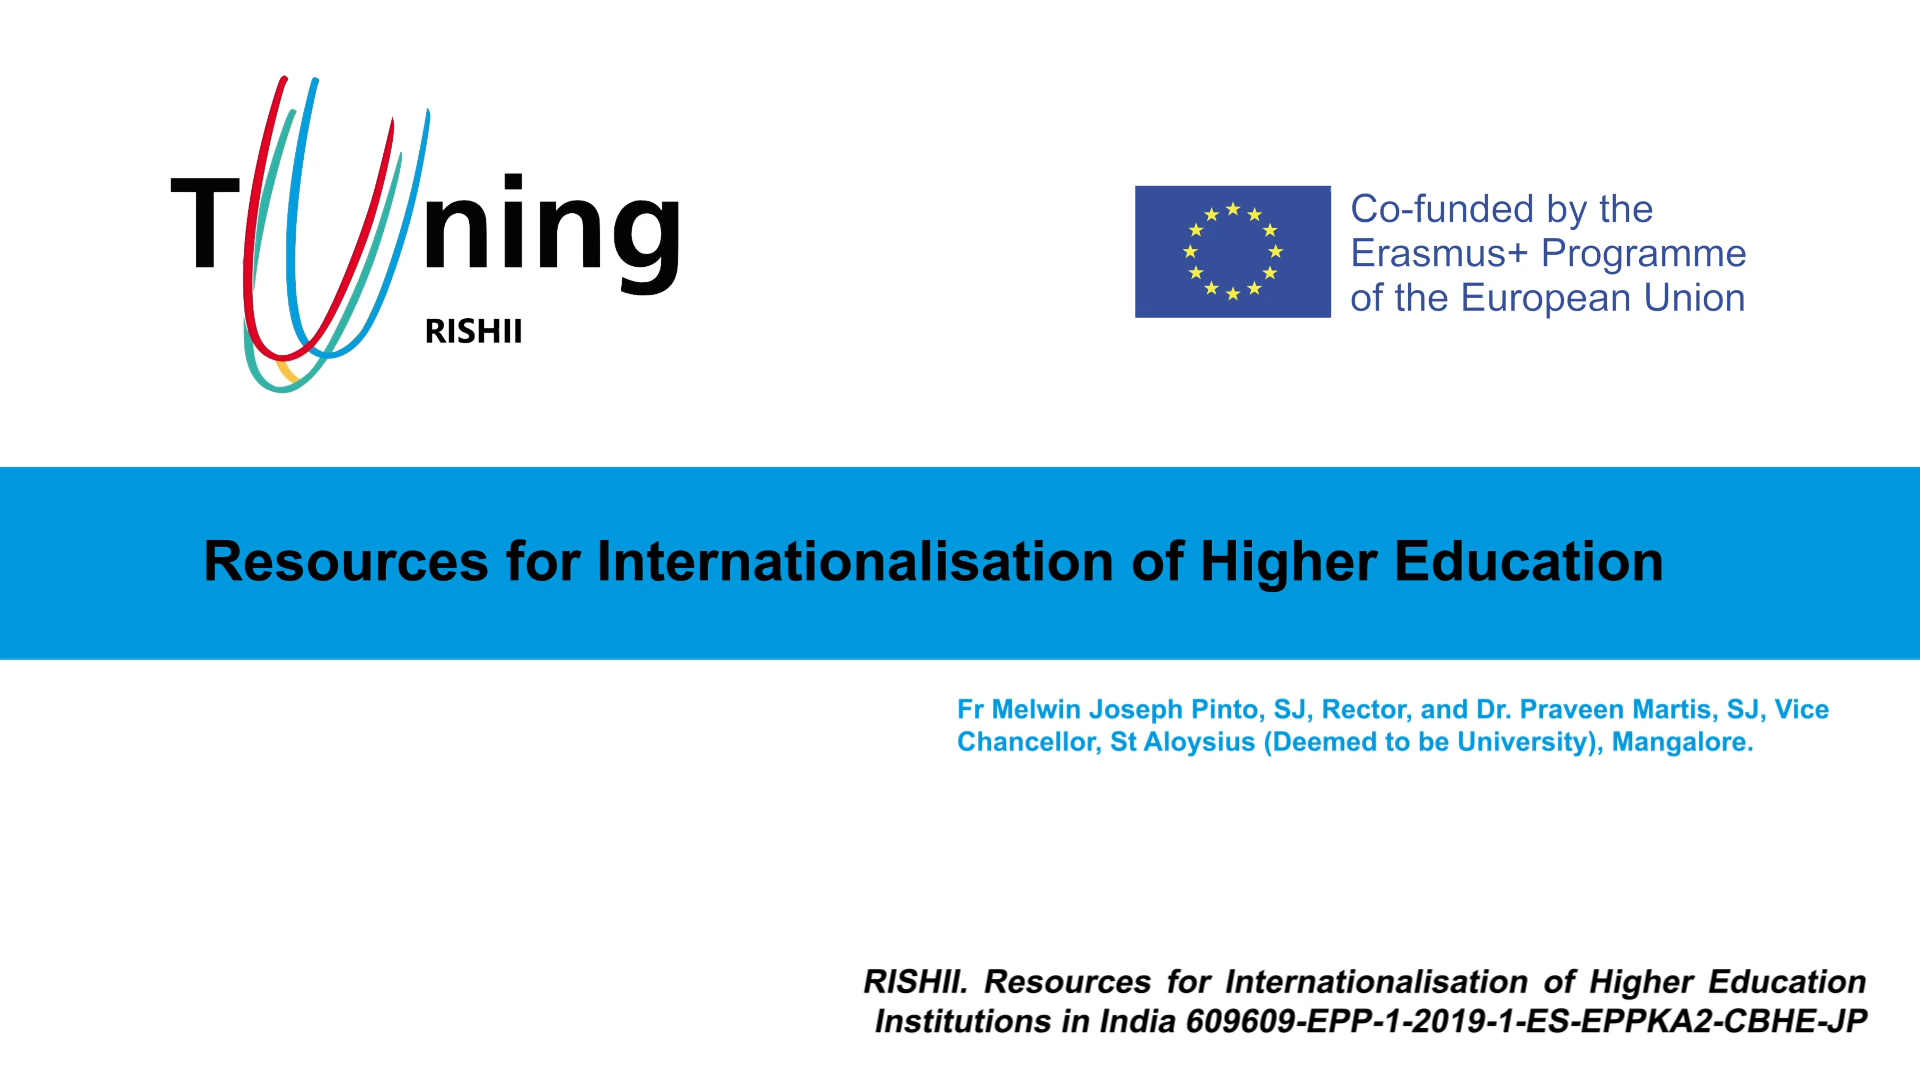 TUning
RISHII
Co-funded by the
Erasmus+ Programme
of the European Union
Resources for Internationalisation of Higher Education
Fr Melwin Joseph Pinto, SJ, Rector, and Dr. Praveen Martis, SJ, Vice
Chancellor, St Aloysius (Deemed to be University), Mangalore.
RISHII. Resources for Internationalisation of Higher Education
Institutions in India 609609-EPP-1-2019-1-ES-EPPKA2-CBHE-JP